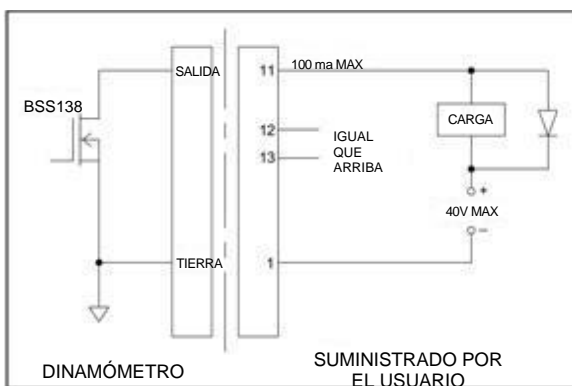 SALIDA
11
100 ma MAX
BSS138
12
13
IGUAL
QUE
ARRIBA
CARGA
+
40V MAX
–
TIERRA
1
DINAMÓMETRO
SUMINISTRADO POR
EL USUARIO